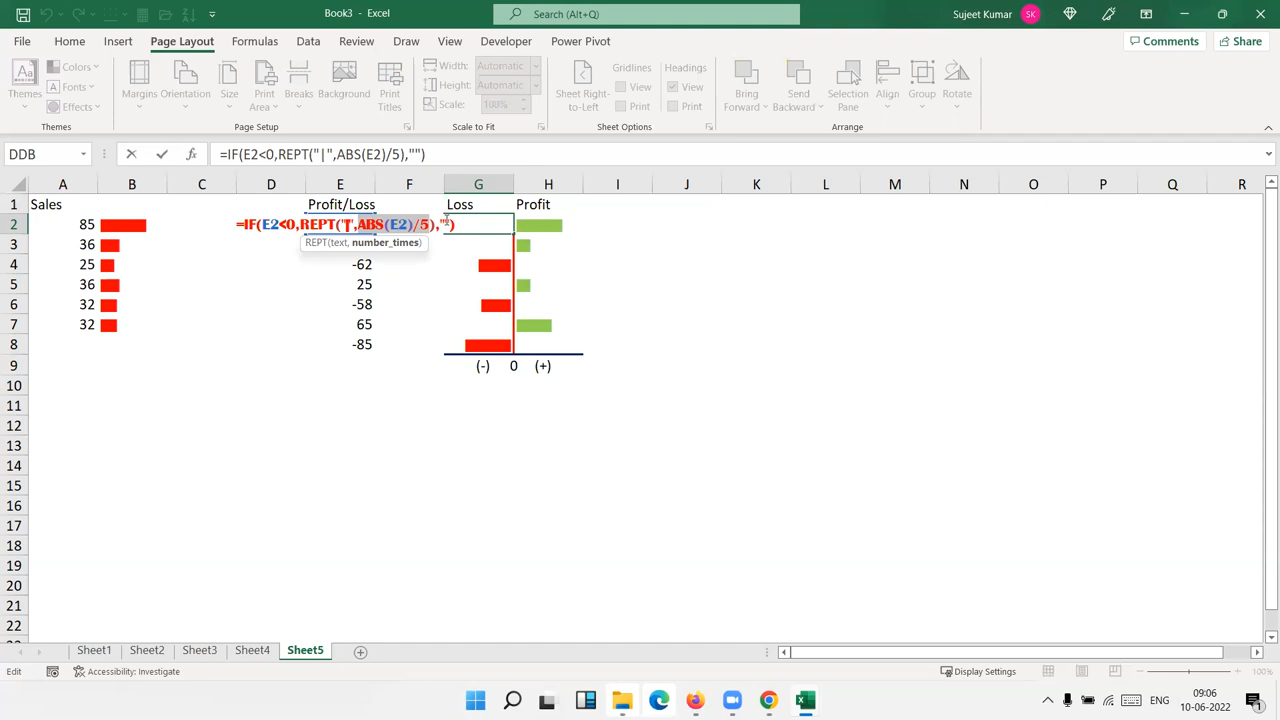 Book3 - Excel
Search (Alt+Q)
Sujeet Kumar
SK
File Home Insert Page Layout Formulas Data Review View Developer Power Pivot
Comments Share
Themes
Colors
Fonts
Effects
Margins Orientation Size Print Area Breaks Background Print Titles
Width: Automatic
Height: Automatic
Scale: 100%
Sheet Right-to-Left
Gridlines
View
Print
Headings
View
Print
Bring Forward Send Backward Selection Pane Align Group Rotate
Themes Page Setup Scale to Fit Sheet Options Arrange
DDB =IF(E2<0,REPT("|",ABS(E2)/5),"")
A B C D E F G H I J K L M N O P Q R
1 Sales Profit/Loss Loss Profit
2 85 =IF(E2<0,REPT("|",ABS(E2)/5),"")
REPT(text, number_times)
3 36
4 25 -62
5 36 25
6 32 -58
7 32 65
8 -85
9 (-) 0 (+)
10
11
12
13
14
15
16
17
18
19
20
21
22
Sheet1 Sheet2 Sheet3 Sheet4 Sheet5
Edit Accessibility: Investigate Display Settings 100%
ENG
09:06
10-06-2022
1